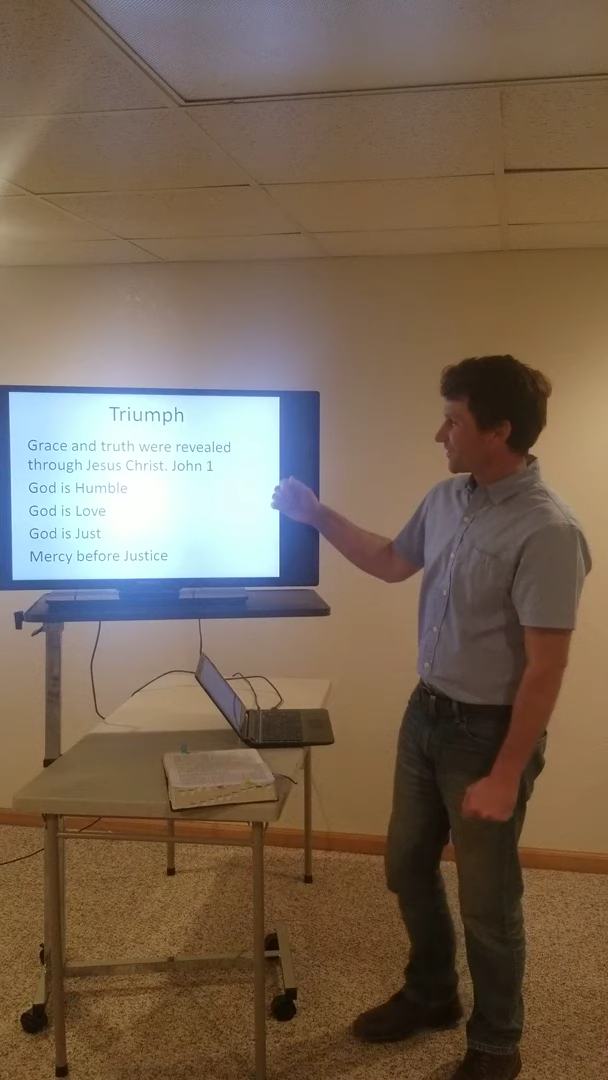 Triumph
Grace and truth were revealed
through Jesus Christ. John 1
God is Humble
God is Love
God is Just
Mercy before Justice